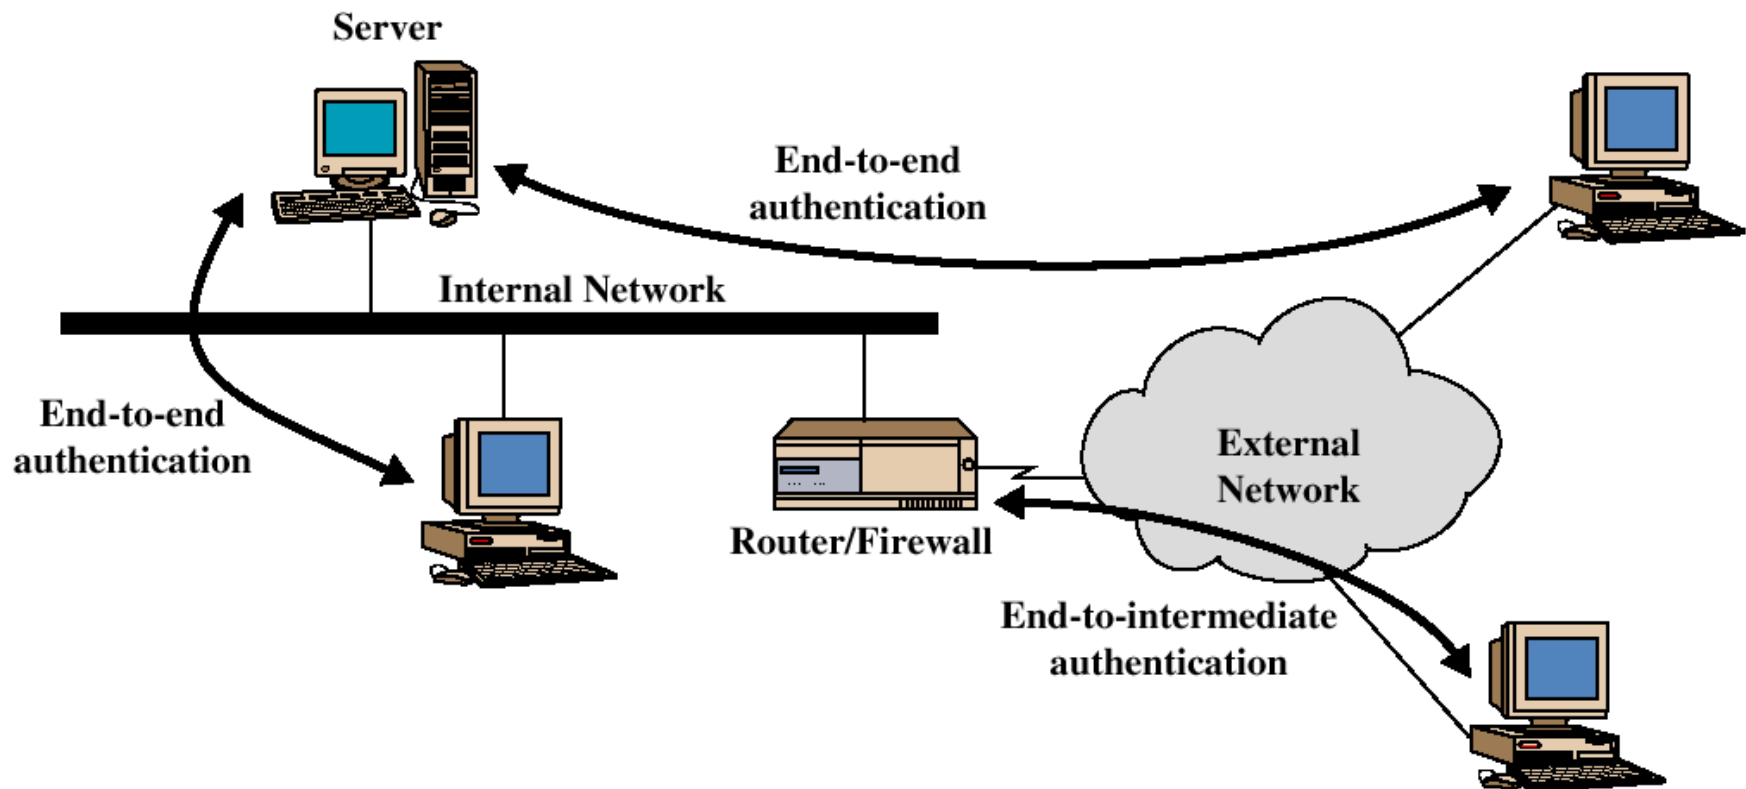 Server
End-to-end
authentication
Internal Network
End-to-end
authentication
External
Network
Router/Firewall
End-to-intermediate
authentication